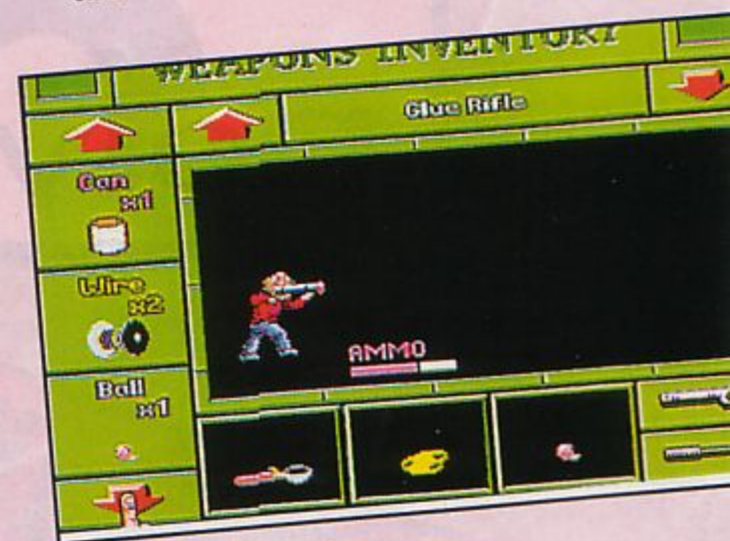 WEAPONS INVENTORY
Glue Rifle
Can
x1
Wire
x2
Ball
x1
AMMO